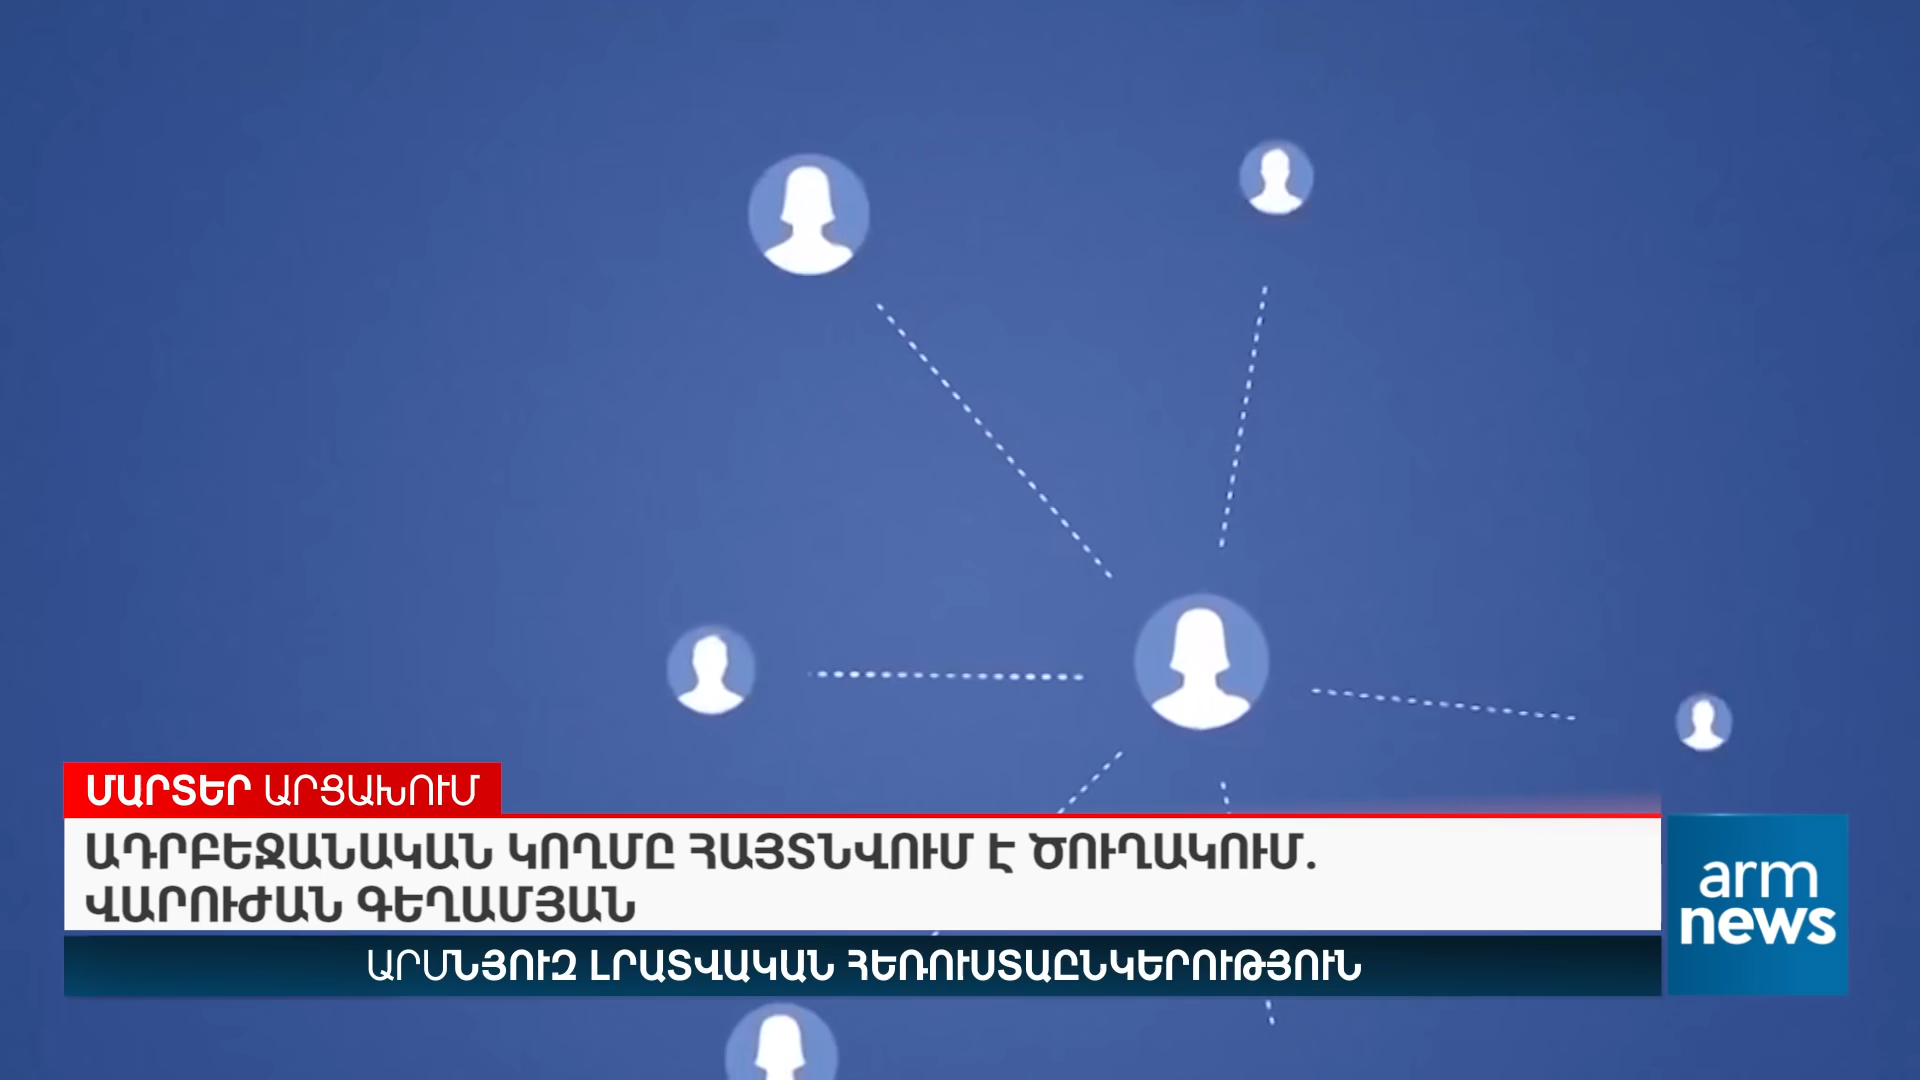 ՄԱՐՏԵՐ ԱՐՑԱԽՈՒՄ
ԱԴՐԲԵՋԱՆԱԿԱՆ ԿՈՂՄԸ ՀԱՅՏՆՎՈՒՄ Է ԾՈՒՂԱԿՈՒՄ.
ՎԱՐՈՒԺԱՆ ԳԵՂԱՄՅԱՆ
arm
news
ԱՐՄՆՅՈՒԶ ԼՐԱՏՎԱԿԱՆ ՀԵՌՈՒՍՏԱԸՆԿԵՐՈՒԹՅՈՒՆ